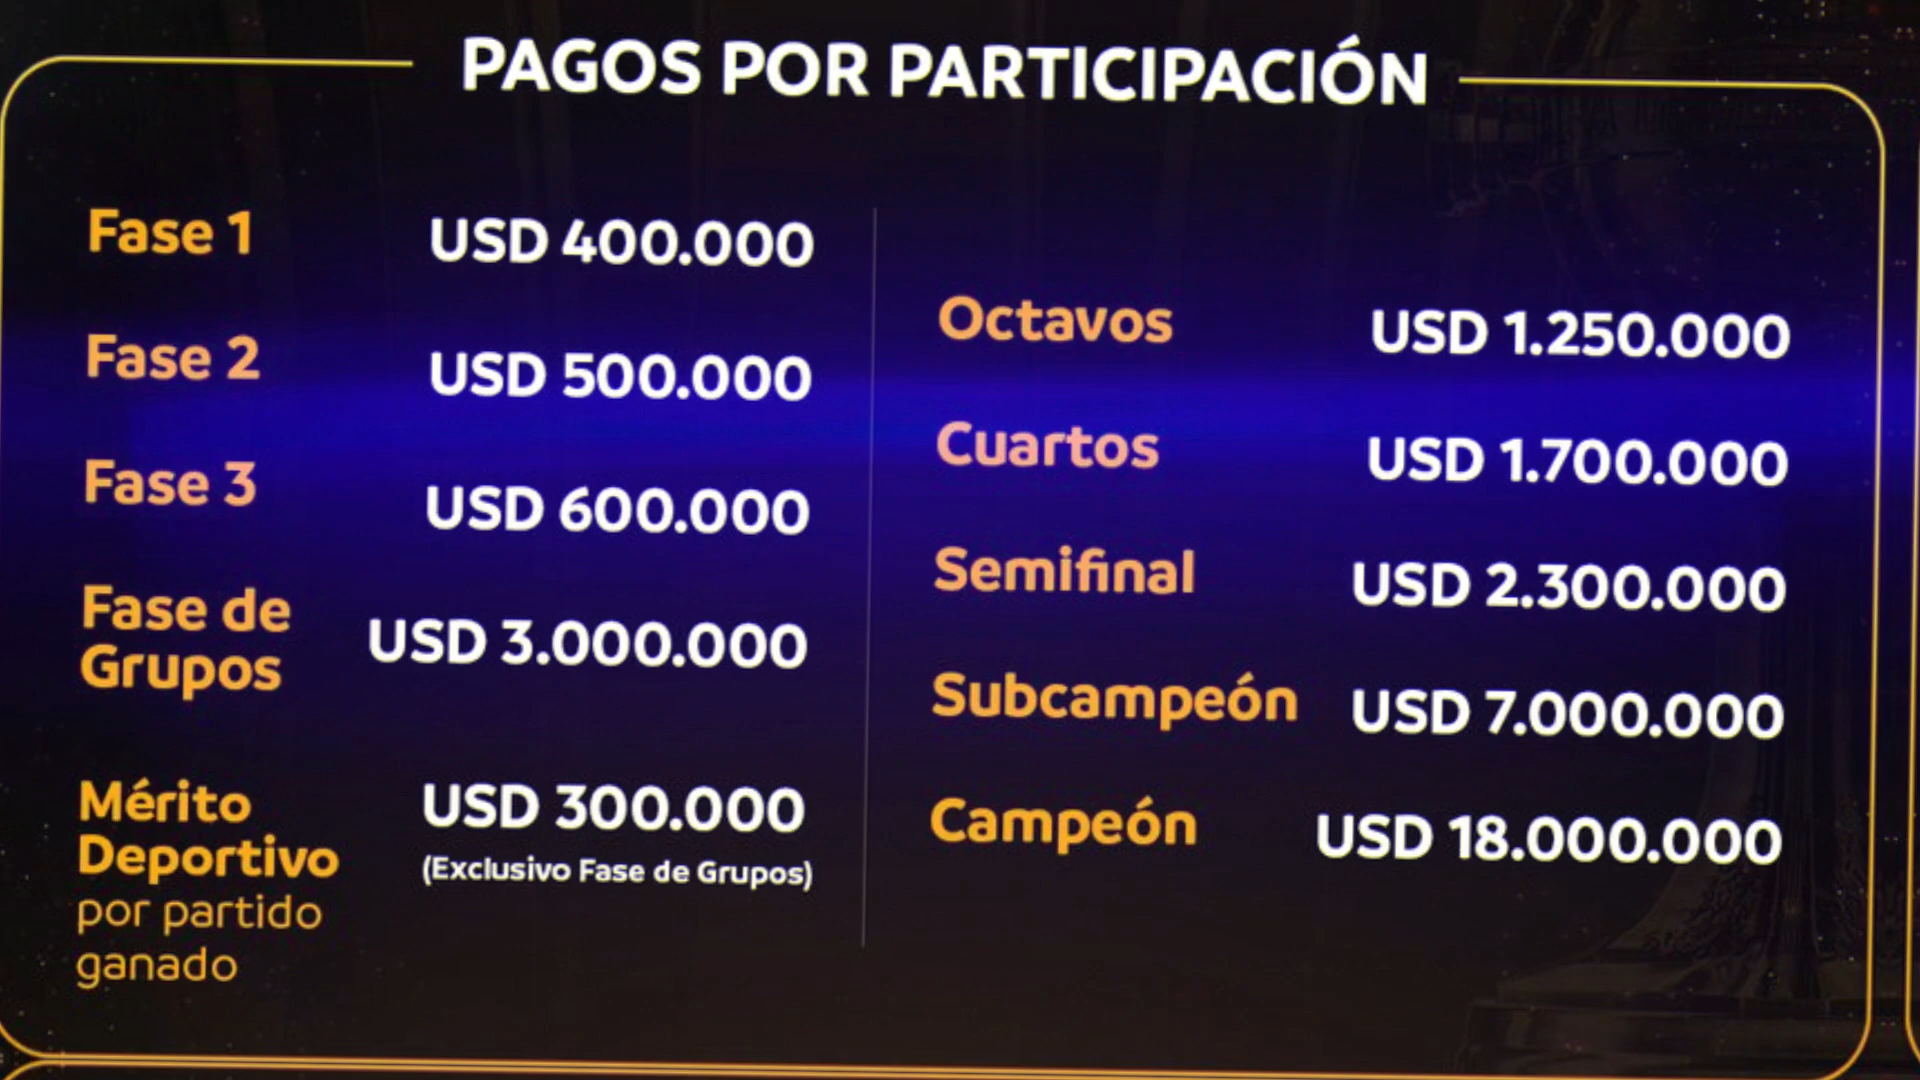 PAGOS POR PARTICIPACIÓN
Fase 1 USD 400.000
Fase 2 USD 500.000
Fase 3 USD 600.000
Fase de
Grupos USD 3.000.000
Mérito
Deportivo
por partido
ganado
USD 300.000
(Exclusivo Fase de Grupos)
Octavos USD 1.250.000
Cuartos USD 1.700.000
Semifinal USD 2.300.000
Subcampeón USD 7.000.000
Campeón USD 18.000.000